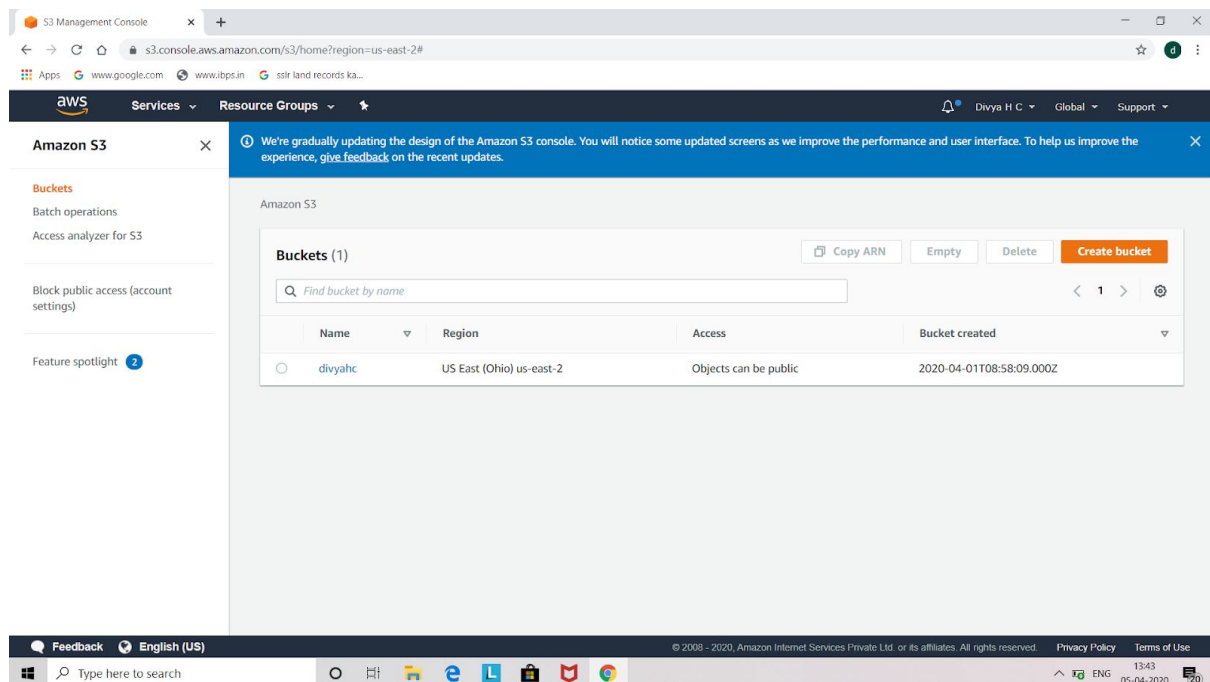 S3 Management Console
s3.console.aws.amazon.com/s3/home?region=us-east-2#
d
Apps G www.google.com www.ibps.in G sslr land records ka...
aws Services Resource Groups Divya H C Global Support
Amazon S3
We're gradually updating the design of the Amazon S3 console. You will notice some updated screens as we improve the performance and user interface. To help us improve the
experience, give feedback on the recent updates.
Buckets
Batch operations
Access analyzer for S3
Block public access (account
settings)
Feature spotlight 2
Amazon S3
Buckets (1) Copy ARN Empty Delete Create bucket
Find bucket by name 1
Name Region Access Bucket created
divyahc US East (Ohio) us-east-2 Objects can be public 2020-04-01T08:58:09.000Z
Feedback English (US) © 2008 - 2020, Amazon Internet Services Private Ltd. or its affiliates. All rights reserved. Privacy Policy Terms of Use
Type here to search e L ENG 13:43
05-04-2020 20